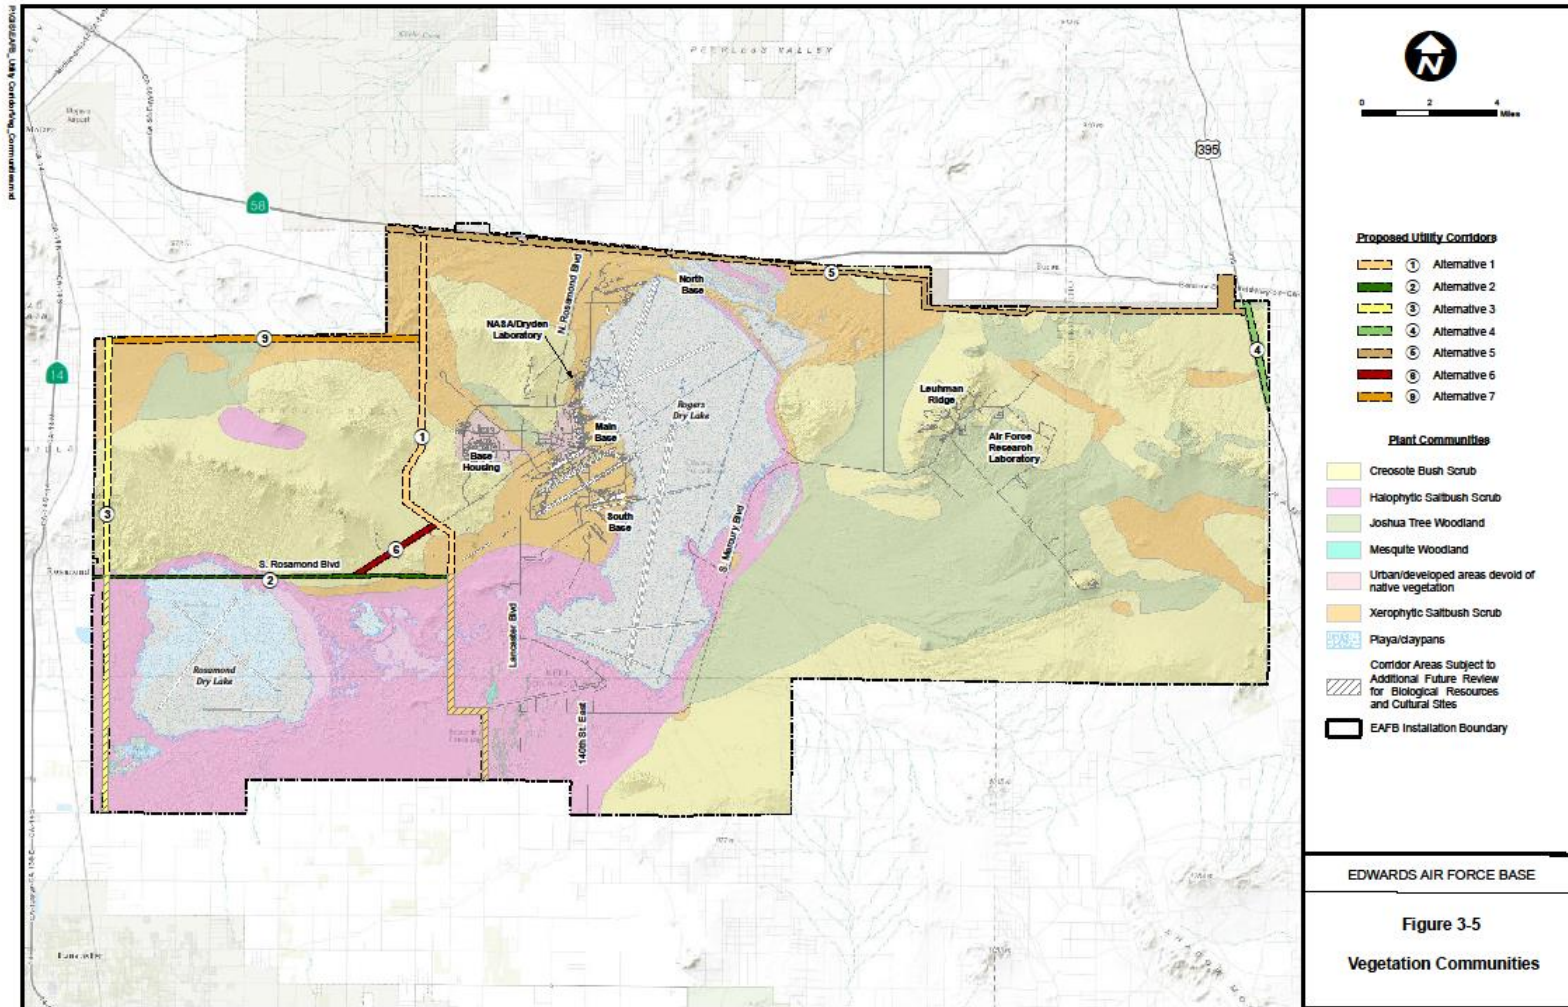 PEERLESS VALLEY
Mojave
Airport
395
58
14
N. Rosamond Blvd
North
Base
NASA/Dryden
Laboratory
Rogers
Dry Lake
Main
Base
Base
Housing
South
Base
Leuhman
Ridge
Air Force
Research
Laboratory
S. Rosamond Blvd
S. Mercury Blvd
Lancaster Blvd
140th St. East
Rosamond
Dry Lake
1
2
3
4
5
6
9
N
0 2 4
Miles
Proposed Utility Corridors
1 Alternative 1
2 Alternative 2
3 Alternative 3
4 Alternative 4
5 Alternative 5
6 Alternative 6
9 Alternative 7
Plant Communities
Creosote Bush Scrub
Halophytic Saltbush Scrub
Joshua Tree Woodland
Mesquite Woodland
Urban/developed areas devoid of
native vegetation
Xerophytic Saltbush Scrub
Playa/claypans
Corridor Areas Subject to
Additional Future Review
for Biological Resources
and Cultural Sites
EAFB Installation Boundary
EDWARDS AIR FORCE BASE
Figure 3-5
Vegetation Communities